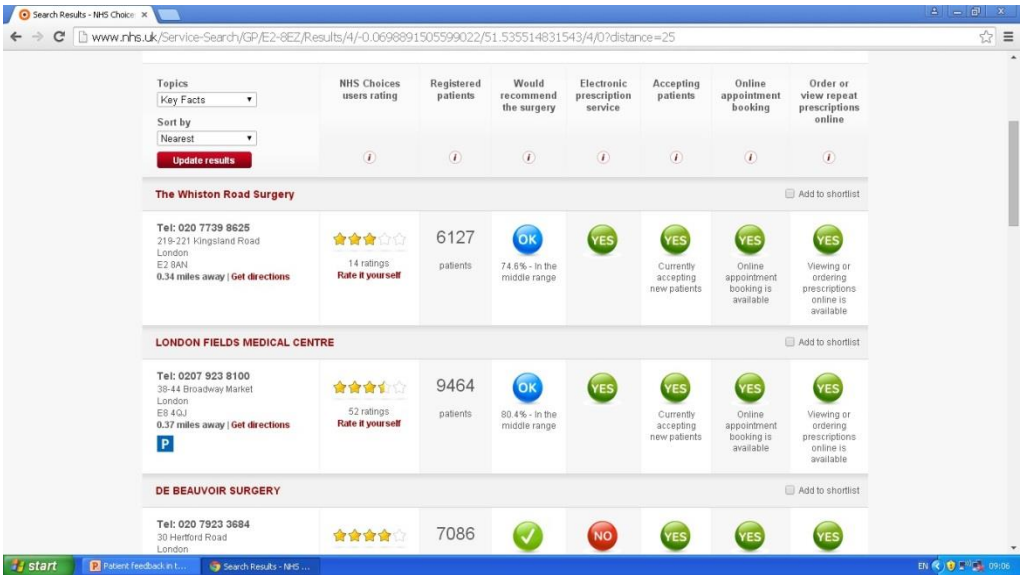 Search Results - NHS Choice
www.nhs.uk/Service-Search/GP/E2-8EZ/Results/4/-0.0698891505599022/51.535514831543/4/0?distance=25
Topics
Key Facts
Sort by
Nearest
Update results
NHS Choices
users rating
Registered
patients
Would
recommend
the surgery
Electronic
prescription
service
Accepting
patients
Online
appointment
booking
Order or
view repeat
prescriptions
online
i i i i i i i
The Whiston Road Surgery
Add to shortlist
Tel: 020 7739 8625
219-221 Kingsland Road
London
E2 8AN
0.34 miles away | Get directions
14 ratings
Rate it yourself
6127
patients
OK
74.6% - In the
middle range
YES
YES
Currently
accepting
new patients
YES
Online
appointment
booking is
available
YES
Viewing or
ordering
prescriptions
online is
available
LONDON FIELDS MEDICAL CENTRE
Add to shortlist
Tel: 0207 923 8100
38-44 Broadway Market
London
E8 4QJ
0.37 miles away | Get directions
P
52 ratings
Rate it yourself
9464
patients
OK
80.4% - In the
middle range
YES
YES
Currently
accepting
new patients
YES
Online
appointment
booking is
available
YES
Viewing or
ordering
prescriptions
online is
available
DE BEAUVOIR SURGERY
Add to shortlist
Tel: 020 7923 3684
30 Hertford Road
London
7086
NO
YES
YES
YES
start
Patient feedback in t...
Search Results - NHS ...
EN
09:06